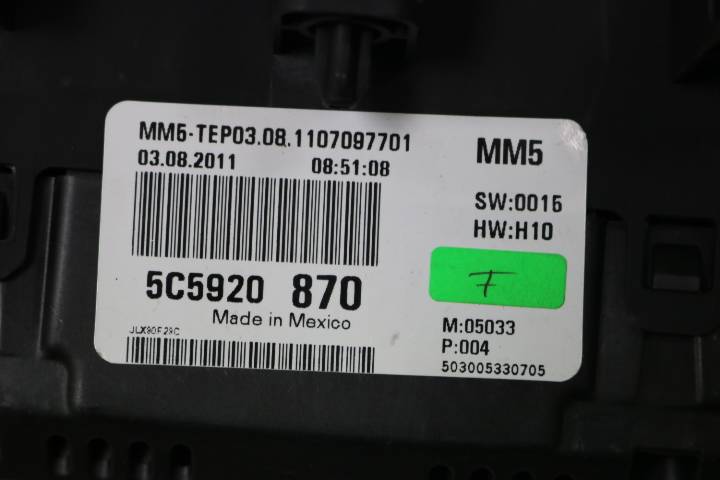 MM5-TEP03.08.1107097701
03.08.2011 08:51:08
MM5
SW:0015
HW:H10
5C5920 870
Made in Mexico
F
M:05033
P:004
503005330705